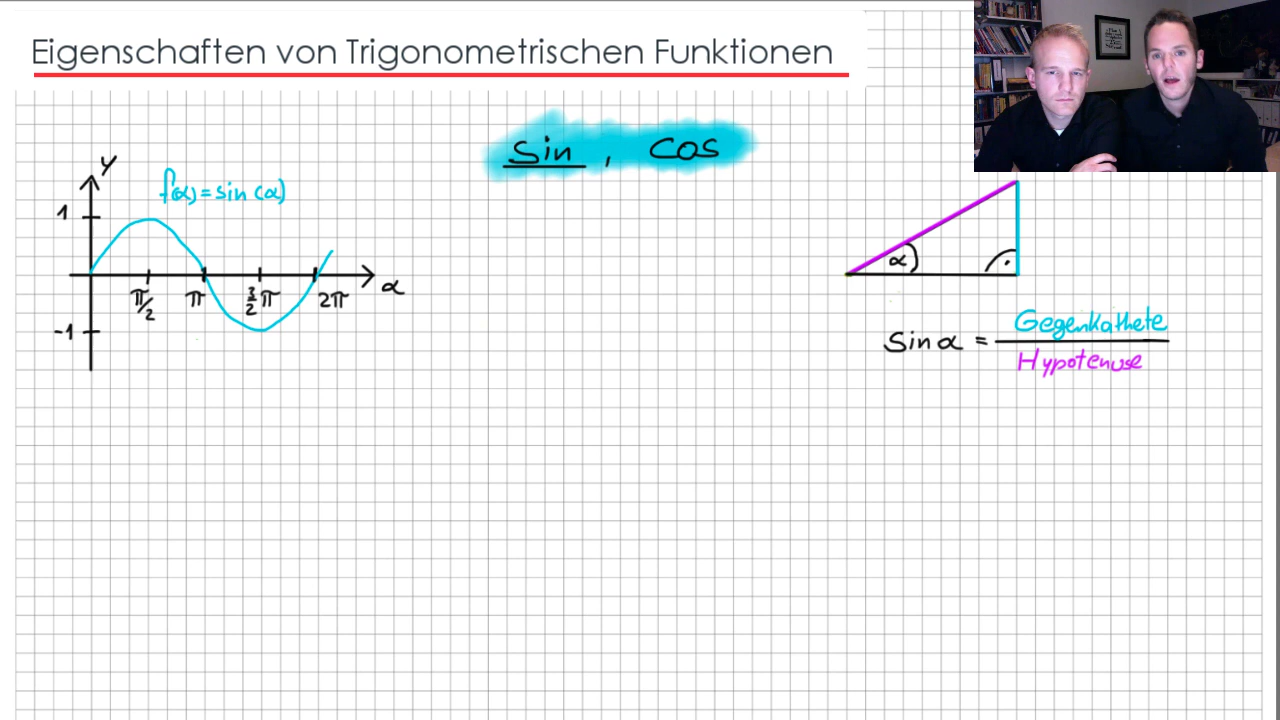 Eigenschaften von Trigonometrischen Funktionen
Sin , Cos
y
f(α)=sin(α)
1
α
π/2 π 3/2 π 2π
-1
α
Sin α = Gegenkathete
Hypotenuse